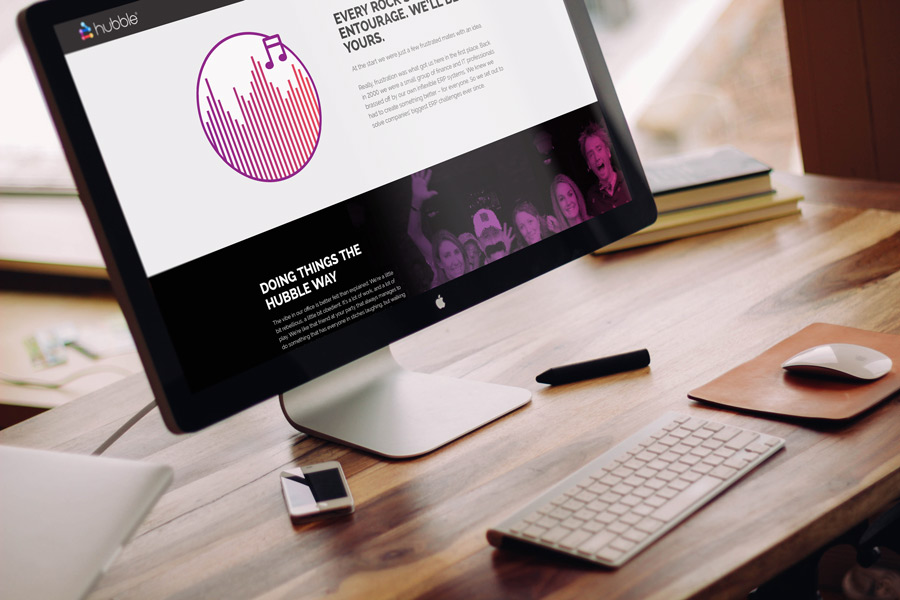 hubble
EVERY ROCK
ENTOURAGE. WE'LL BE
YOURS.
At the start we were just a few frustrated mates with an idea
Really, frustration was what got us here in the first place. Back
in 2000 we were a small group of finance and IT professionals
brassed off by our own inflexible ERP systems. We knew we
had to create something better – for everyone. So we set out to
solve companies' biggest ERP challenges ever since.
DOING THINGS THE
HUBBLE WAY
The vibe in our office is better felt than explained. We're a little
bit rebellious, a little bit obedient. It's a lot of work, and a lot of
play. We're like that friend at your party that always manages to
do something that has everyone in stiches laughing, but waking